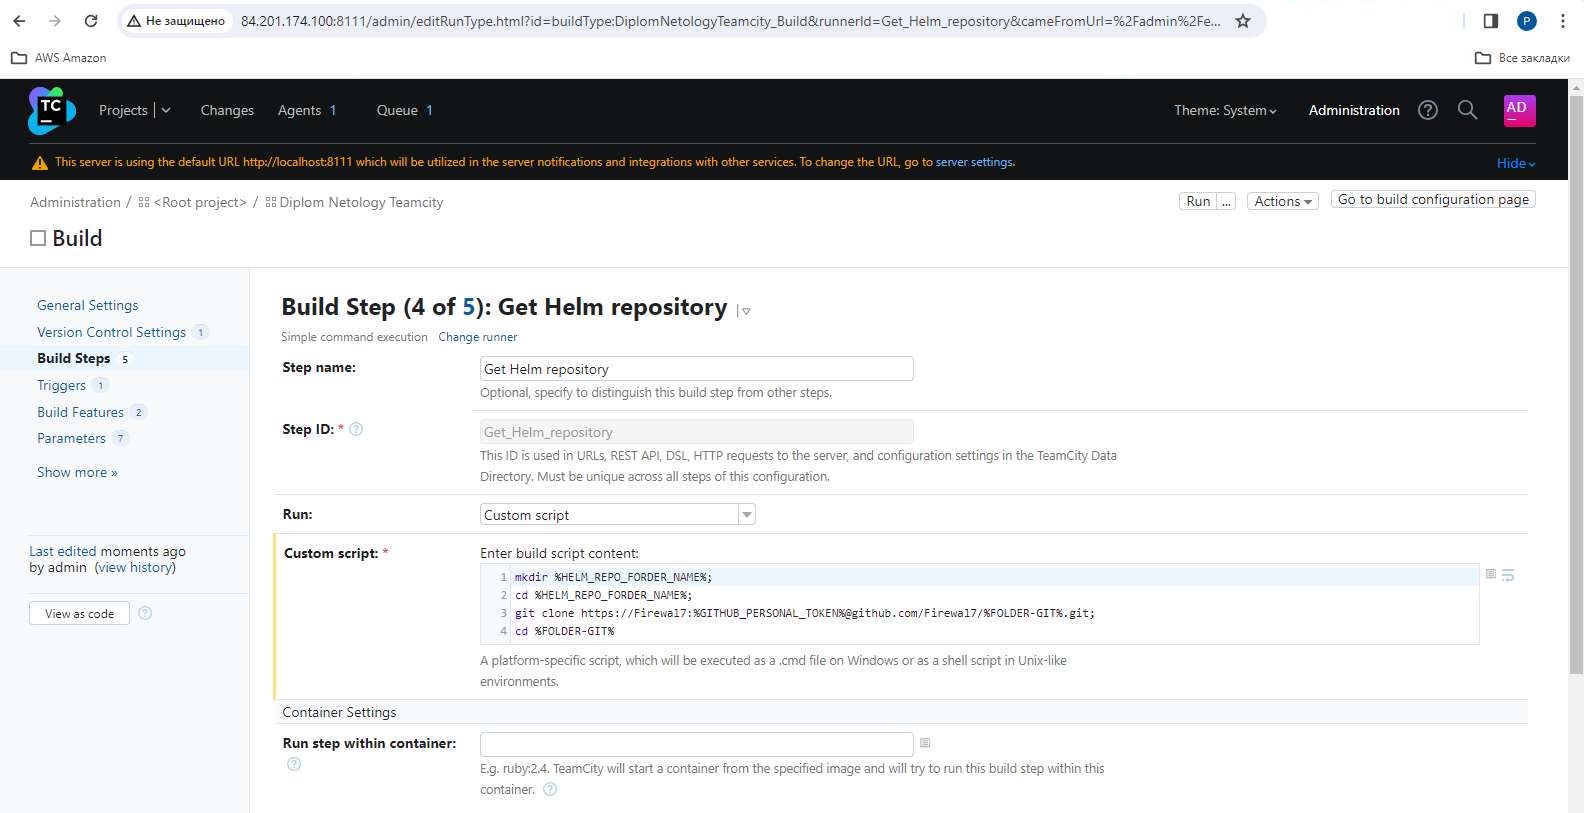 Не защищено 84.201.174.100:8111/admin/editRunType.html?id=buildType:DiplomNetologyTeamcity_Build&runnerId=Get_Helm_repository&cameFromUrl=%2Fadmin%2Fe... P
AWS Amazon Все закладки
TC Projects Changes Agents 1 Queue 1 Theme: System Administration AD
This server is using the default URL http://localhost:8111 which will be utilized in the server notifications and integrations with other services. To change the URL, go to server settings. Hide
Administration / <Root project> / Diplom Netology Teamcity Run ... Actions Go to build configuration page
Build
General Settings
Version Control Settings 1
Build Steps 5
Triggers 1
Build Features 2
Parameters 7
Show more »
Last edited moments ago
by admin (view history)
View as code
Build Step (4 of 5): Get Helm repository
Simple command execution Change runner
Step name: Get Helm repository
Optional, specify to distinguish this build step from other steps.
Step ID: * Get_Helm_repository
This ID is used in URLs, REST API, DSL, HTTP requests to the server, and configuration settings in the TeamCity Data
Directory. Must be unique across all steps of this configuration.
Run: Custom script
Custom script: * Enter build script content:
1 mkdir %HELM_REPO_FORDER_NAME%;
2 cd %HELM_REPO_FORDER_NAME%;
3 git clone https://Firewal7:%GITHUB_PERSONAL_TOKEN%@github.com/Firewal7/%FOLDER-GIT%.git;
4 cd %FOLDER-GIT%
A platform-specific script, which will be executed as a .cmd file on Windows or as a shell script in Unix-like
environments.
Container Settings
Run step within container:
E.g. ruby:2.4. TeamCity will start a container from the specified image and will try to run this build step within this
container.